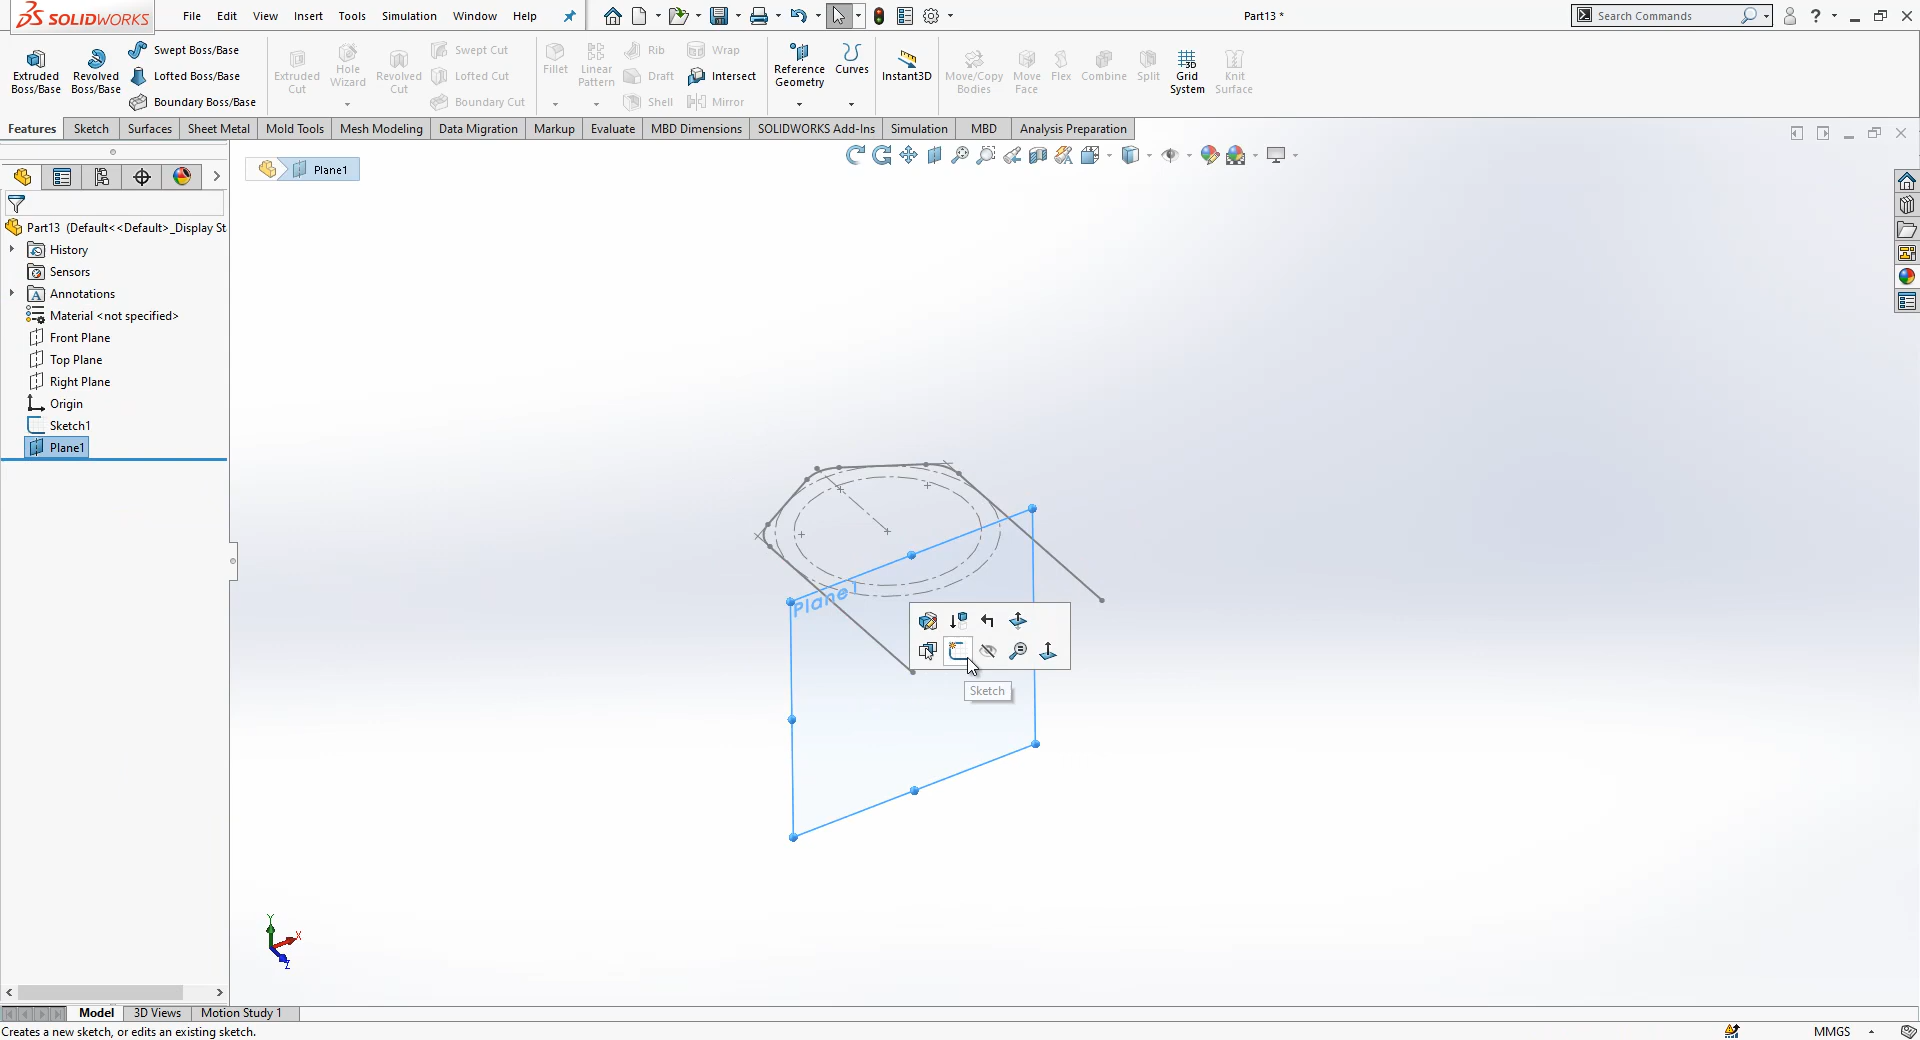 SOLIDWORKS File Edit View Insert Tools Simulation Window Help Part13 * Search Commands
Extruded Boss/Base
Revolved Boss/Base
Swept Boss/Base
Lofted Boss/Base
Boundary Boss/Base
Extruded Cut
Hole Wizard
Revolved Cut
Swept Cut
Lofted Cut
Boundary Cut
Fillet
Linear Pattern
Rib
Draft
Shell
Wrap
Intersect
Mirror
Reference Geometry
Curves
Instant3D
Move/Copy Bodies
Move Face
Flex
Combine
Split
3D Grid System
Knit Surface
Features Sketch Surfaces Sheet Metal Mold Tools Mesh Modeling Data Migration Markup Evaluate MBD Dimensions SOLIDWORKS Add-Ins Simulation MBD Analysis Preparation
Plane1
Part13 (Default<<Default>_Display St
History
Sensors
Annotations
Material <not specified>
Front Plane
Top Plane
Right Plane
Origin
Sketch1
Plane1
Plane1
Sketch
Y
X
Z
Model 3D Views Motion Study 1
Creates a new sketch, or edits an existing sketch. MMGS